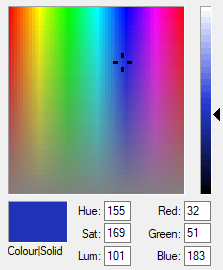 Hue: 155 Red: 32
Sat: 169 Green: 51
Colour|Solid
Lum: 101 Blue: 183